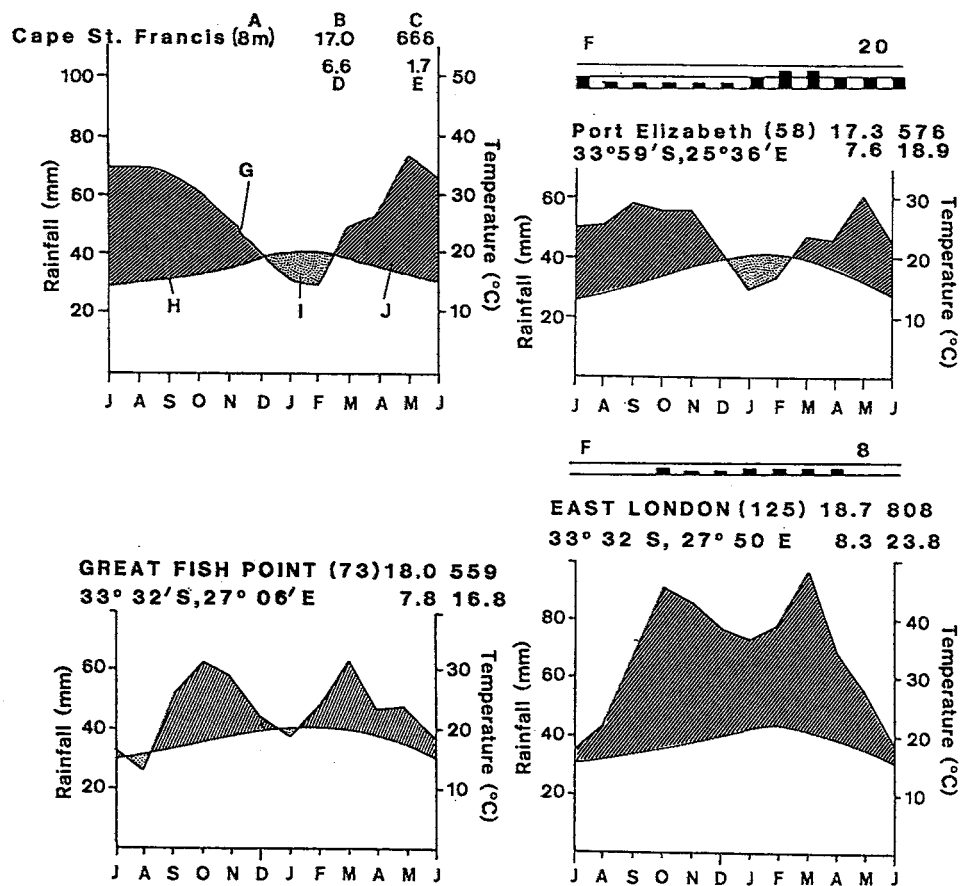 A B C
Cape St. Francis (8m) 17.0 666
6.6 1.7
D E
100
80
60
40
20
Rainfall (mm)
50
40
30
20
10
Temperature (°C)
G
H
I
J
J A S O N D J F M A M J
F 20
Port Elizabeth (58) 17.3 576
33°59'S,25°36'E 7.6 18.9
60
40
20
Rainfall (mm)
30
20
10
Temperature (°C)
J A S O N D J F M A M J
GREAT FISH POINT (73) 18.0 559
33° 32'S,27° 06'E 7.8 16.8
60
40
20
Rainfall (mm)
30
20
10
Temperature (°C)
J A S O N D J F M A M J
F 8
EAST LONDON (125) 18.7 808
33° 32 S, 27° 50 E 8.3 23.8
80
60
40
20
Rainfall (mm)
40
30
20
10
Temperature (°C)
J A S O N D J F M A M J